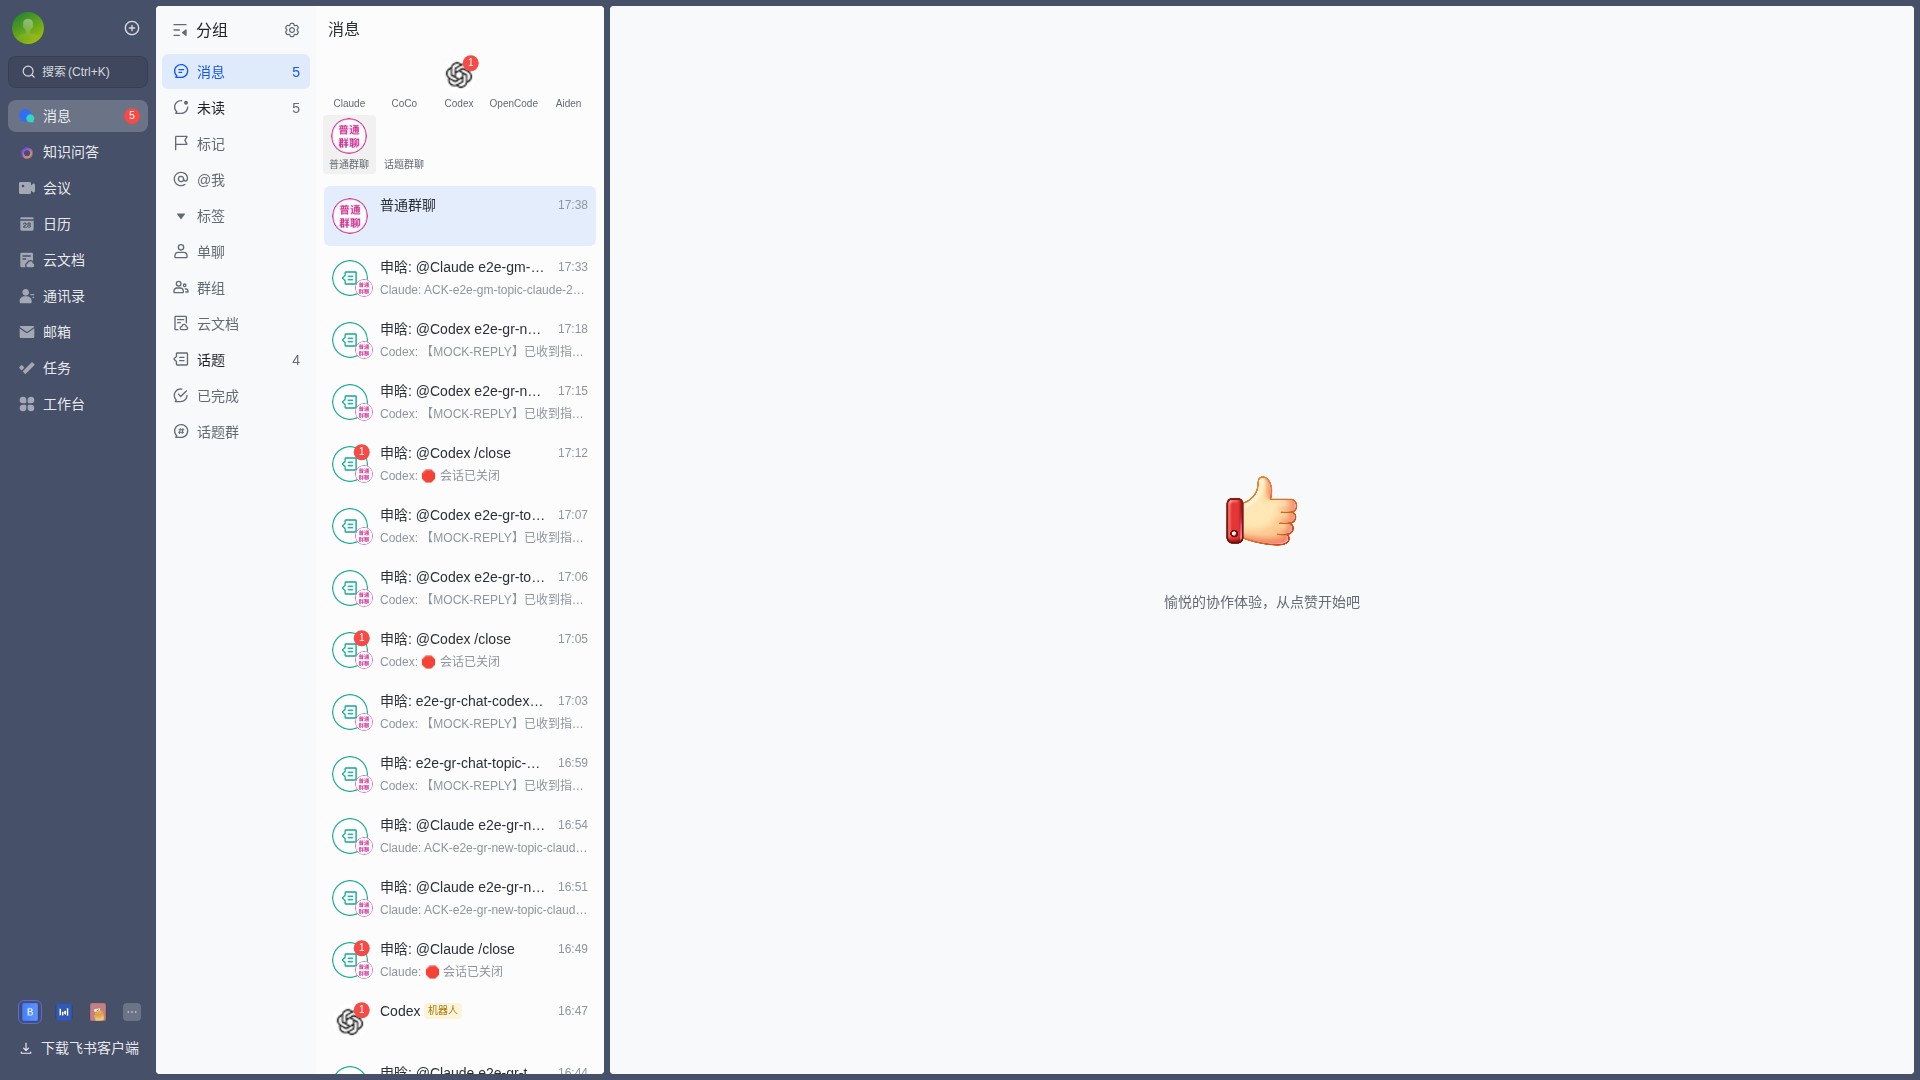 搜索 (Ctrl+K)
消息
5
知识问答
会议
日历
云文档
通讯录
邮箱
任务
工作台
下载飞书客户端
分组
消息
5
未读
5
标记
@我
标签
单聊
群组
云文档
话题
4
已完成
话题群
消息
1
Claude
CoCo
Codex
OpenCode
Aiden
普通
群聊
普通群聊
话题群聊
普通群聊
17:38
申晗: @Claude e2e-gm-…
17:33
Claude: ACK-e2e-gm-topic-claude-2…
申晗: @Codex e2e-gr-n…
17:18
Codex: 【MOCK-REPLY】已收到指…
申晗: @Codex e2e-gr-n…
17:15
Codex: 【MOCK-REPLY】已收到指…
1
申晗: @Codex /close
17:12
Codex: 🛑 会话已关闭
申晗: @Codex e2e-gr-to…
17:07
Codex: 【MOCK-REPLY】已收到指…
申晗: @Codex e2e-gr-to…
17:06
Codex: 【MOCK-REPLY】已收到指…
1
申晗: @Codex /close
17:05
Codex: 🛑 会话已关闭
申晗: e2e-gr-chat-codex…
17:03
Codex: 【MOCK-REPLY】已收到指…
申晗: e2e-gr-chat-topic-…
16:59
Codex: 【MOCK-REPLY】已收到指…
申晗: @Claude e2e-gr-n…
16:54
Claude: ACK-e2e-gr-new-topic-claud…
申晗: @Claude e2e-gr-n…
16:51
Claude: ACK-e2e-gr-new-topic-claud…
1
申晗: @Claude /close
16:49
Claude: 🛑 会话已关闭
1
Codex 机器人
16:47
申晗: @Claude e2e-gr-t…
16:44
愉悦的协作体验，从点赞开始吧